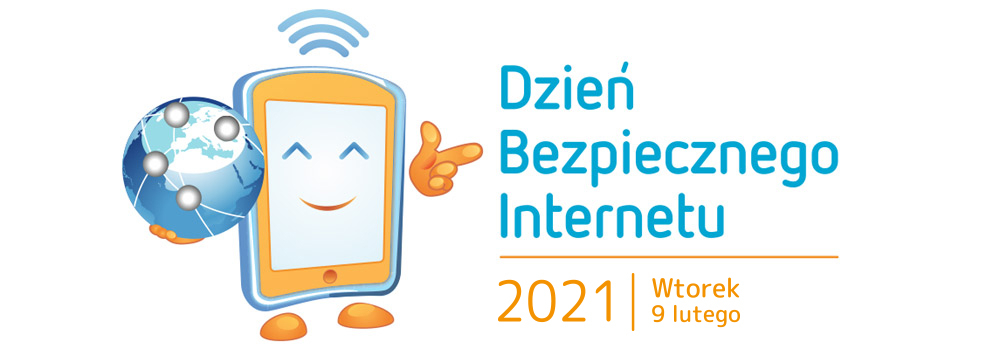 Dzień
Bezpiecznego
Internetu
2021
Wtorek
9 lutego